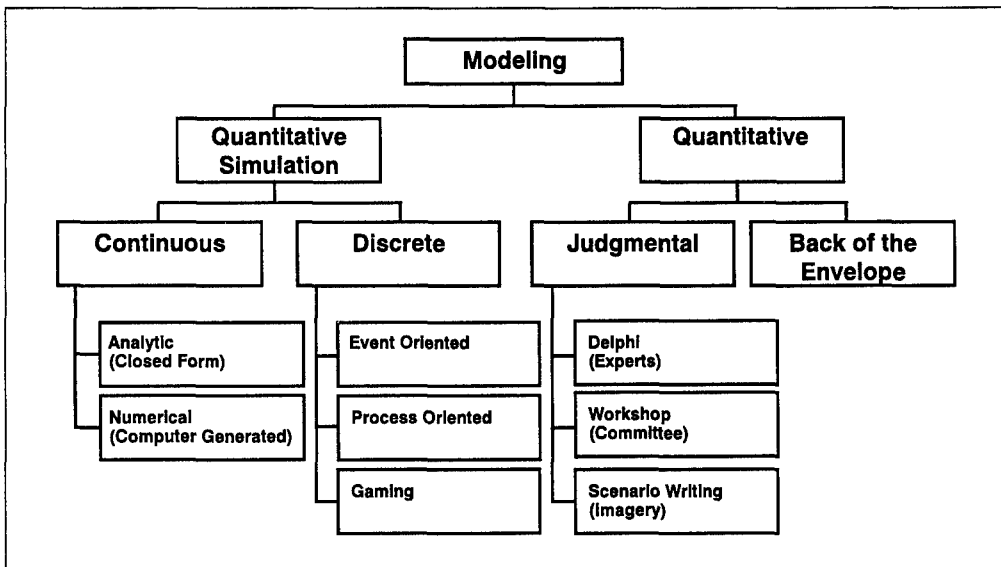 Modeling
Quantitative
Simulation
Quantitative
Continuous
Discrete
Judgmental
Back of the
Envelope
Analytic
(Closed Form)
Numerical
(Computer Generated)
Event Oriented
Process Oriented
Gaming
Delphi
(Experts)
Workshop
(Committee)
Scenario Writing
(Imagery)